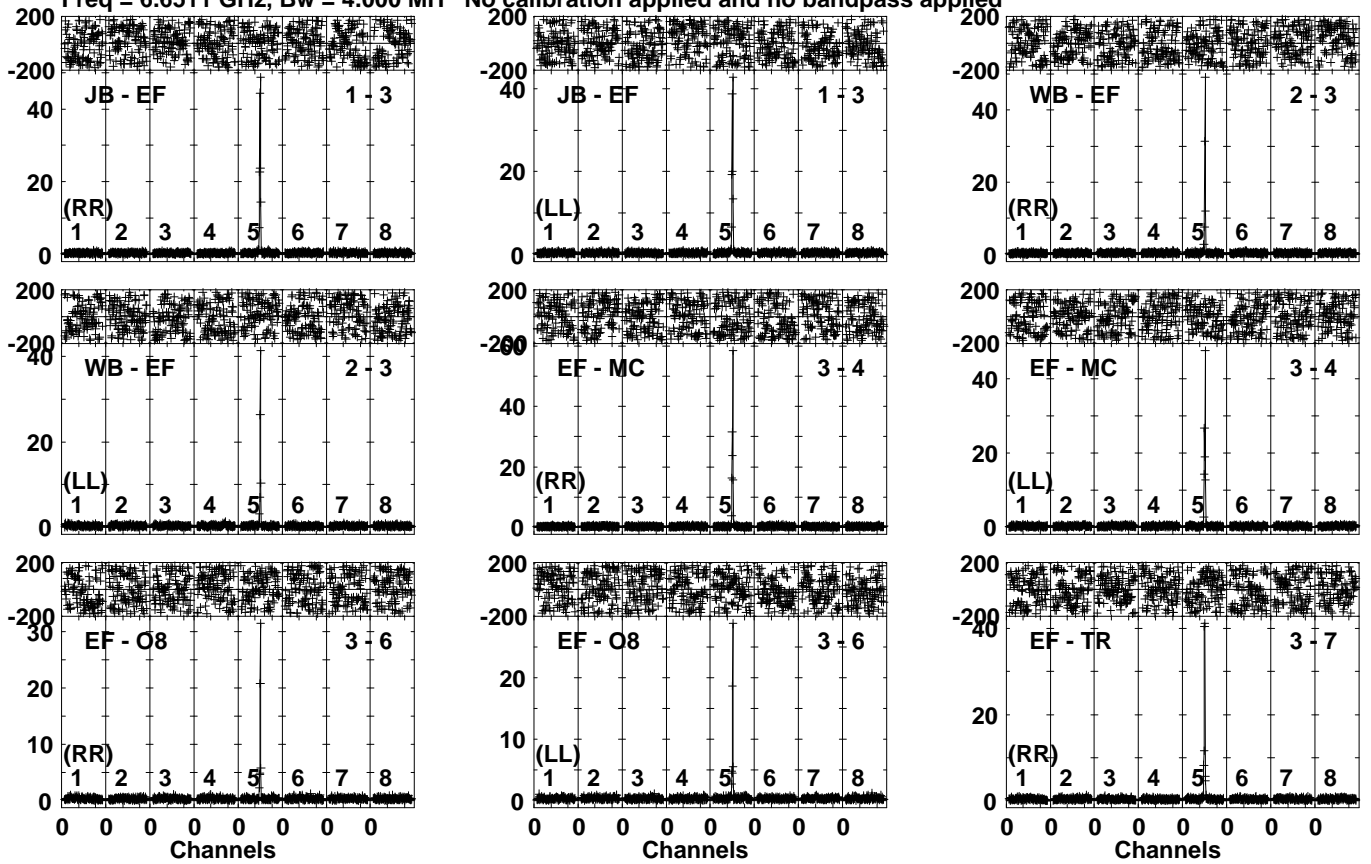 Freq = 6.6511 GHz, Bw = 4.000 MH No calibration applied and no bandpass applied
200 200 200
-200 -200 -200
JB - EF 1 - 3 JB - EF 1 - 3 WB - EF 2 - 3
40 40 40
20 20 20
(RR) (LL) (RR)
1 2 3 4 5 6 7 8 1 2 3 4 5 6 7 8 1 2 3 4 5 6 7 8
0 0 0
200 200 200
-200 -200 -200
40 60
WB - EF 2 - 3 EF - MC 3 - 4 EF - MC 3 - 4
40 40
20 20 20
(LL) (RR) (LL)
1 2 3 4 5 6 7 8 1 2 3 4 5 6 7 8 1 2 3 4 5 6 7 8
0 0 0
200 200 200
-200 -200 -200
30 40
EF - O8 3 - 6 EF - O8 3 - 6 EF - TR 3 - 7
20 20 20
10 10
(RR) (LL) (RR)
1 2 3 4 5 6 7 8 1 2 3 4 5 6 7 8 1 2 3 4 5 6 7 8
0 0 0
0 0 0 0 0 0 0 0 0 0 0 0 0 0 0 0 0 0 0 0 0 0 0 0
Channels Channels Channels